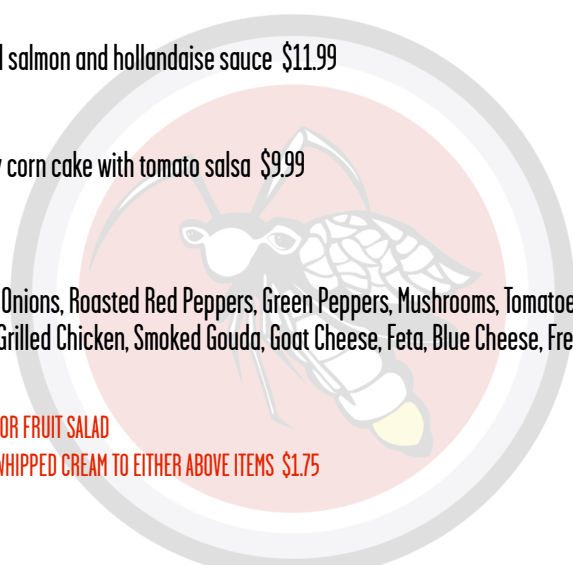 salmon and hollandaise sauce $11.99
corn cake with tomato salsa $9.99
Onions, Roasted Red Peppers, Green Peppers, Mushrooms, Tomatoe
Grilled Chicken, Smoked Gouda, Goat Cheese, Feta, Blue Cheese, Fre
OR FRUIT SALAD
WHIPPED CREAM TO EITHER ABOVE ITEMS $1.75